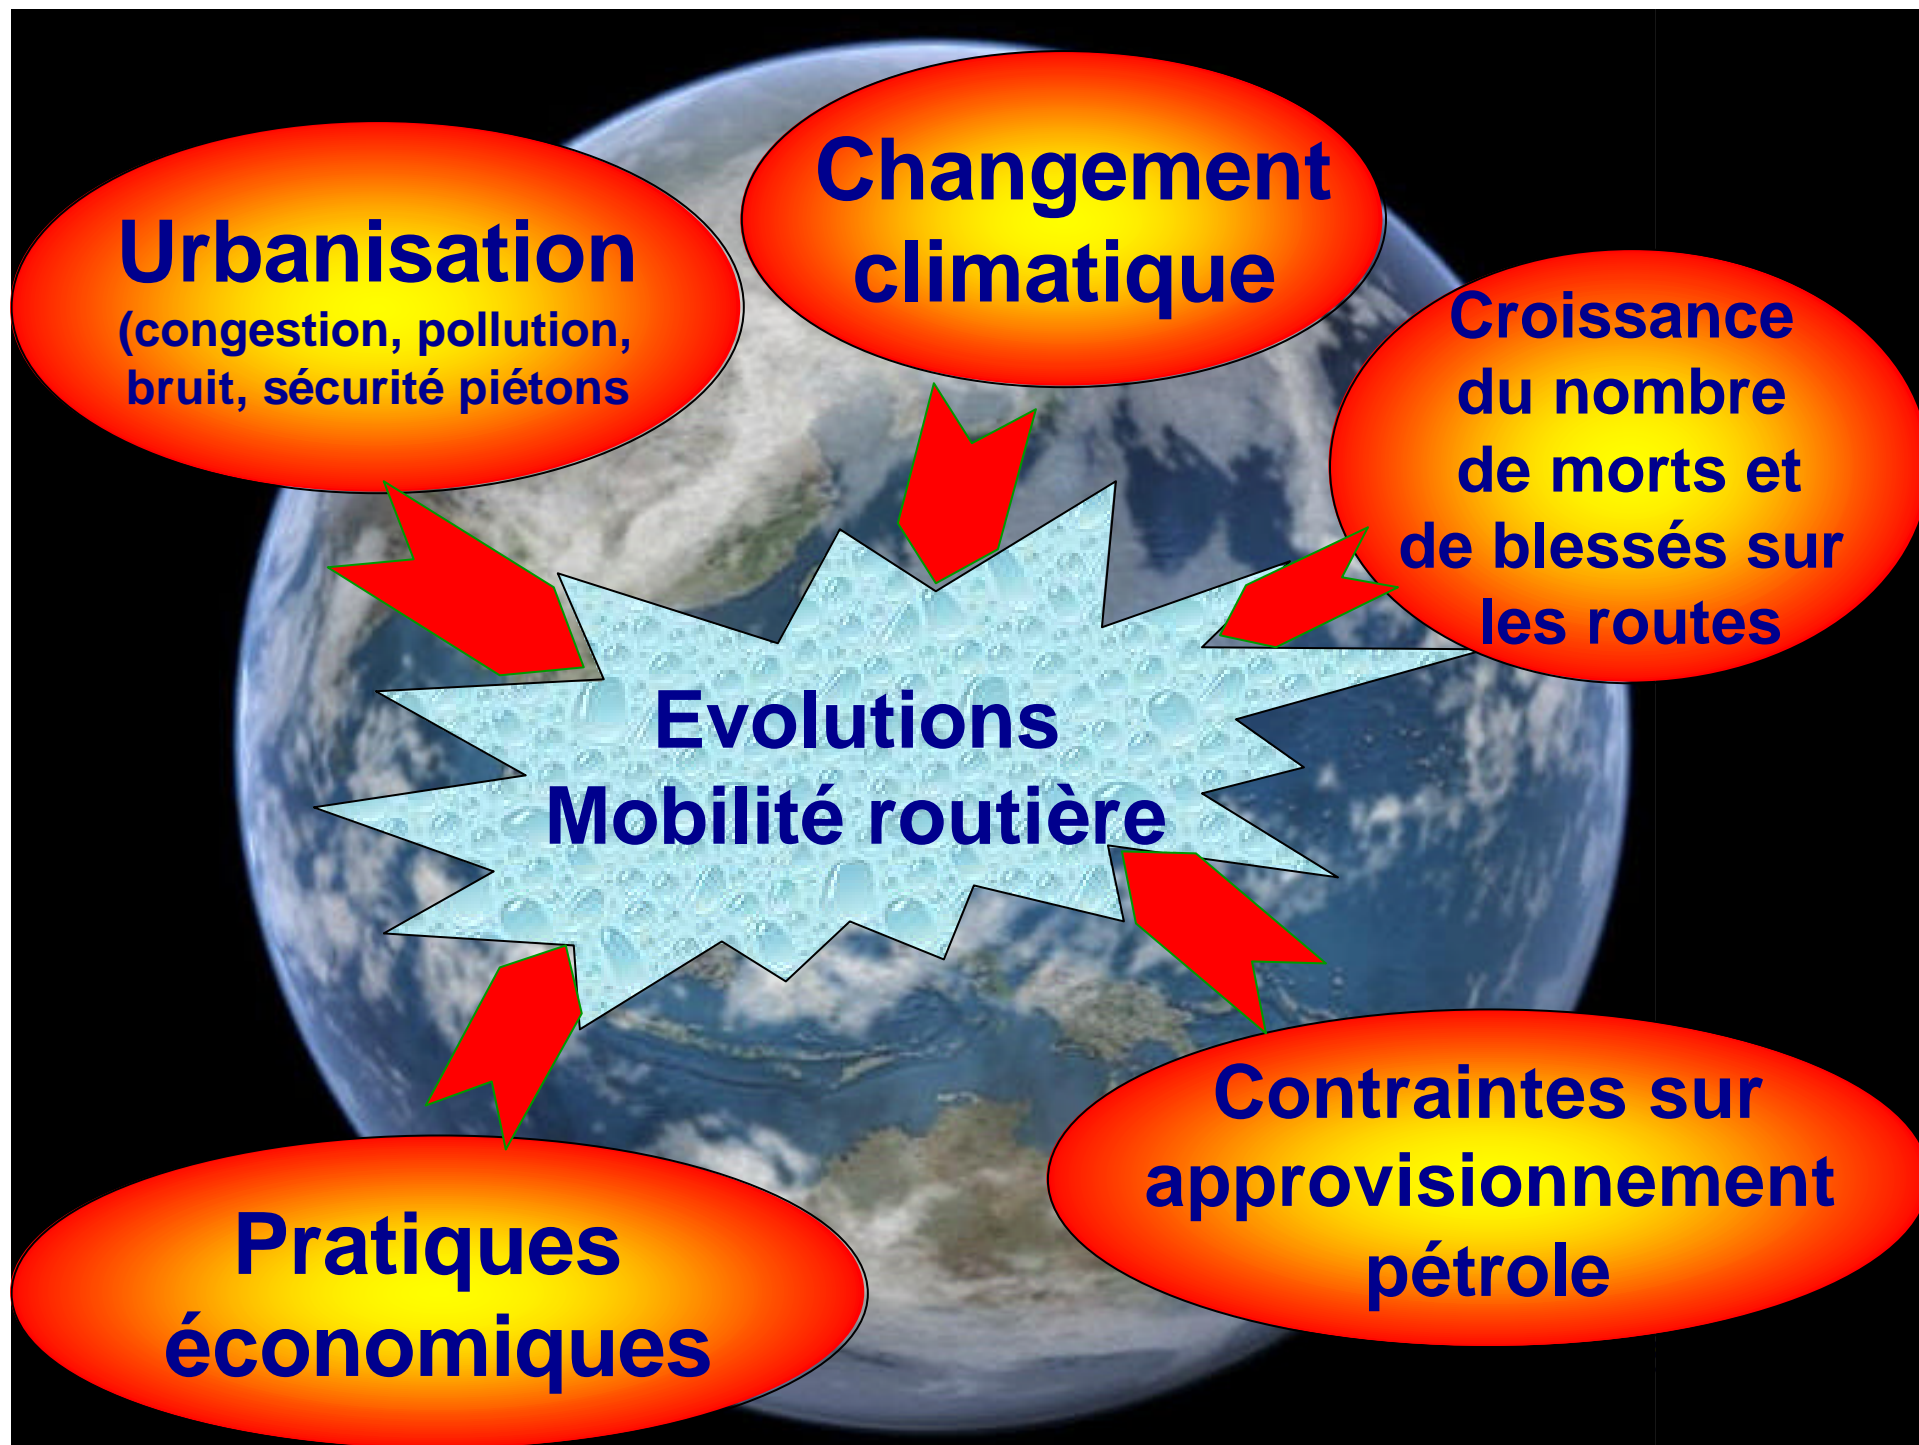 Changement
climatique
Urbanisation
(congestion, pollution,
bruit, sécurité piétons
Croissance
du nombre
de morts et
de blessés sur
les routes
Evolutions
Mobilité routière
Contraintes sur
approvisionnement
pétrole
Pratiques
économiques